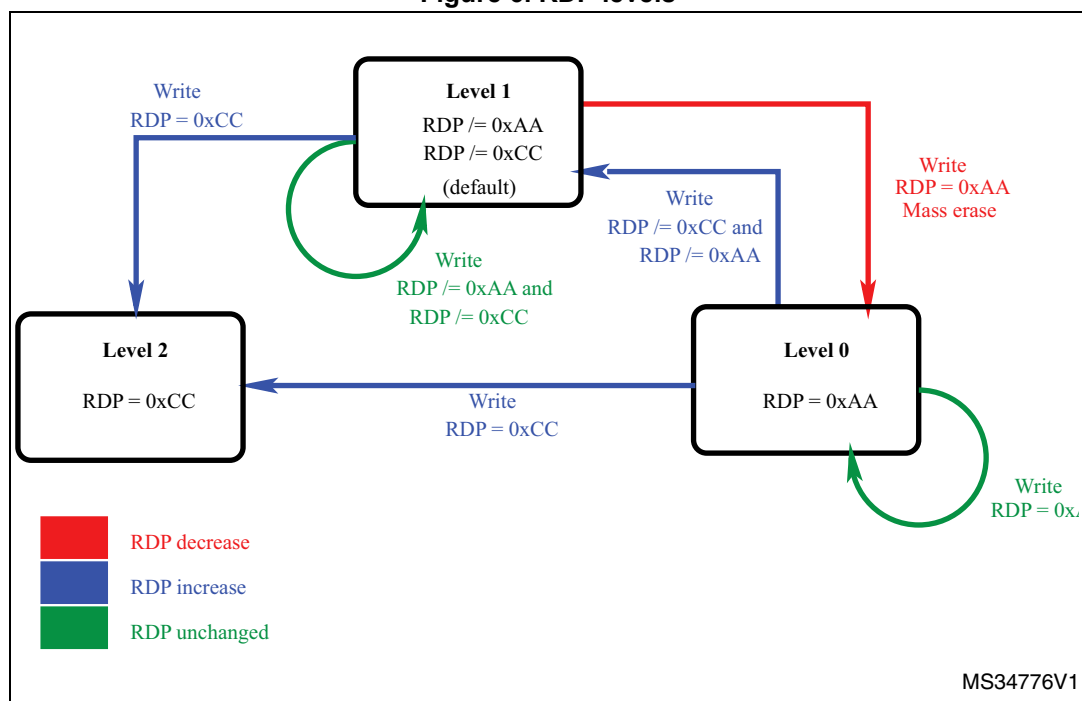 Level 1
RDP /= 0xAA
RDP /= 0xCC
(default)
Write
RDP = 0xCC
Write
RDP = 0xAA
Mass erase
Write
RDP /= 0xCC and
RDP /= 0xAA
Write
RDP /= 0xAA and
RDP /= 0xCC
Level 2
RDP = 0xCC
Level 0
RDP = 0xAA
Write
RDP = 0xCC
Write
RDP = 0xA
RDP decrease
RDP increase
RDP unchanged
MS34776V1